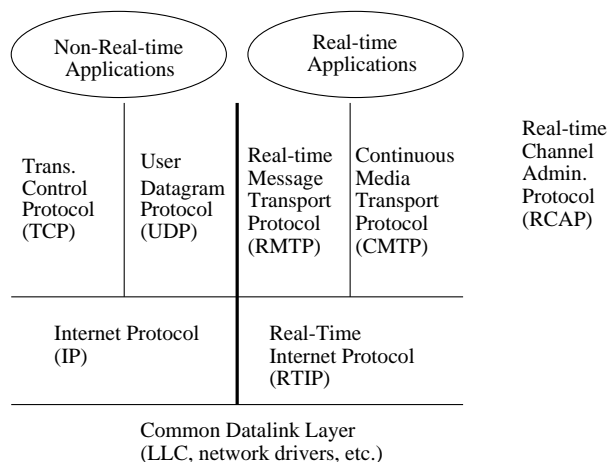 Non-Real-time
Applications
Real-time
Applications
Trans.
Control
Protocol
(TCP)
User
Datagram
Protocol
(UDP)
Real-time
Message
Transport
Protocol
(RMTP)
Continuous
Media
Transport
Protocol
(CMTP)
Real-time
Channel
Admin.
Protocol
(RCAP)
Internet Protocol
(IP)
Real-Time
Internet Protocol
(RTIP)
Common Datalink Layer
(LLC, network drivers, etc.)